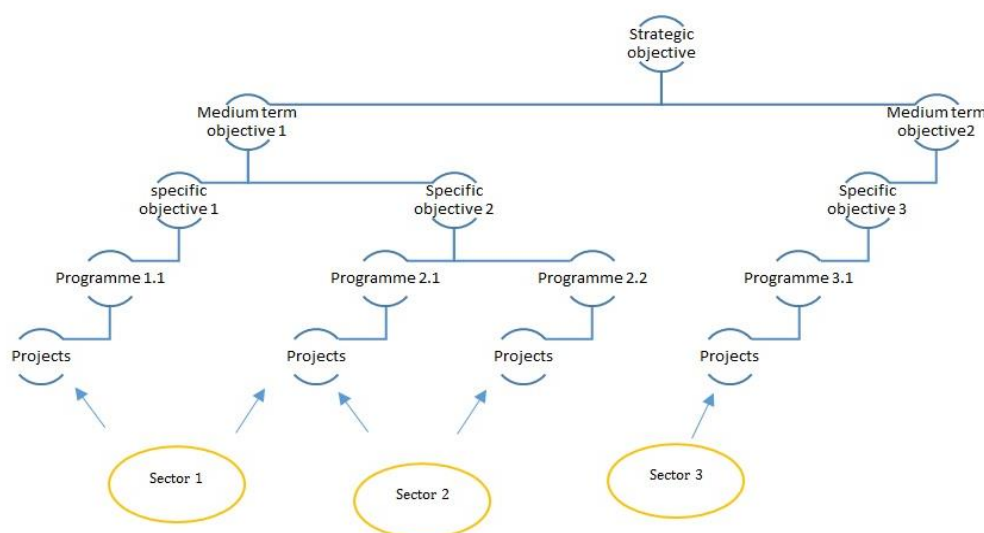 Strategic
objective
Medium term
objective 1
Medium term
objective2
specific
objective 1
Specific
objective 2
Specific
objective 3
Programme 1.1
Programme 2.1
Programme 2.2
Programme 3.1
Projects
Projects
Projects
Projects
Sector 1
Sector 2
Sector 3